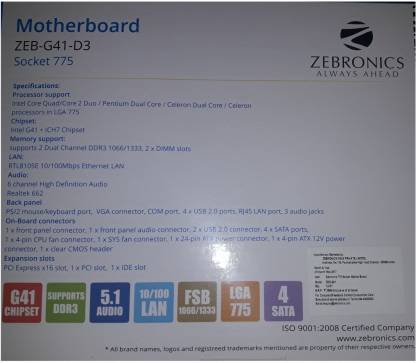 Motherboard
ZEB-G41-D3
Socket 775
ZEBRONICS
ALWAYS AHEAD
Specifications:
Processor support
Intel Core Quad/Core 2 Duo / Pentium Dual Core / Celeron Dual Core / Celeron
processors in LGA 775
Chipset:
Intel G41 + ICH7 Chipset
Memory support:
supports 2 Dual Channel DDR3 1066/1333, 2 x DIMM slots
LAN:
RTL8105E 10/100Mbps Ethernet LAN
Audio:
6 channel High Definition Audio
Realtek 662
Back panel
PS/2 mouse/keyboard port, VGA connector, COM port, 4 x USB 2.0 ports, RJ45 LAN port, 3 audio jacks
On-Board connectors
1 x front panel connector, 1 x front panel audio connector, 2 x USB 2.0 connector, 4 x SATA ports,
1 x 4-pin CPU fan connector, 1 x SYS fan connector, 1 x 24-pin ATX power connector, 1 x 4-pin ATX 12V power
connector, 1 x clear CMOS header
Expansion slots
PCI Express x16 slot, 1 x PCI slot, 1 x IDE slot
G41 CHIPSET
SUPPORTS DDR3
5.1 AUDIO
10/100 LAN
FSB 1066/1333
LGA 775
4 SATA
ISO 9001:2008 Certified Company
www.zebronics.com
* All brand names, logos and registered trademarks mentioned are property of their respective owners.